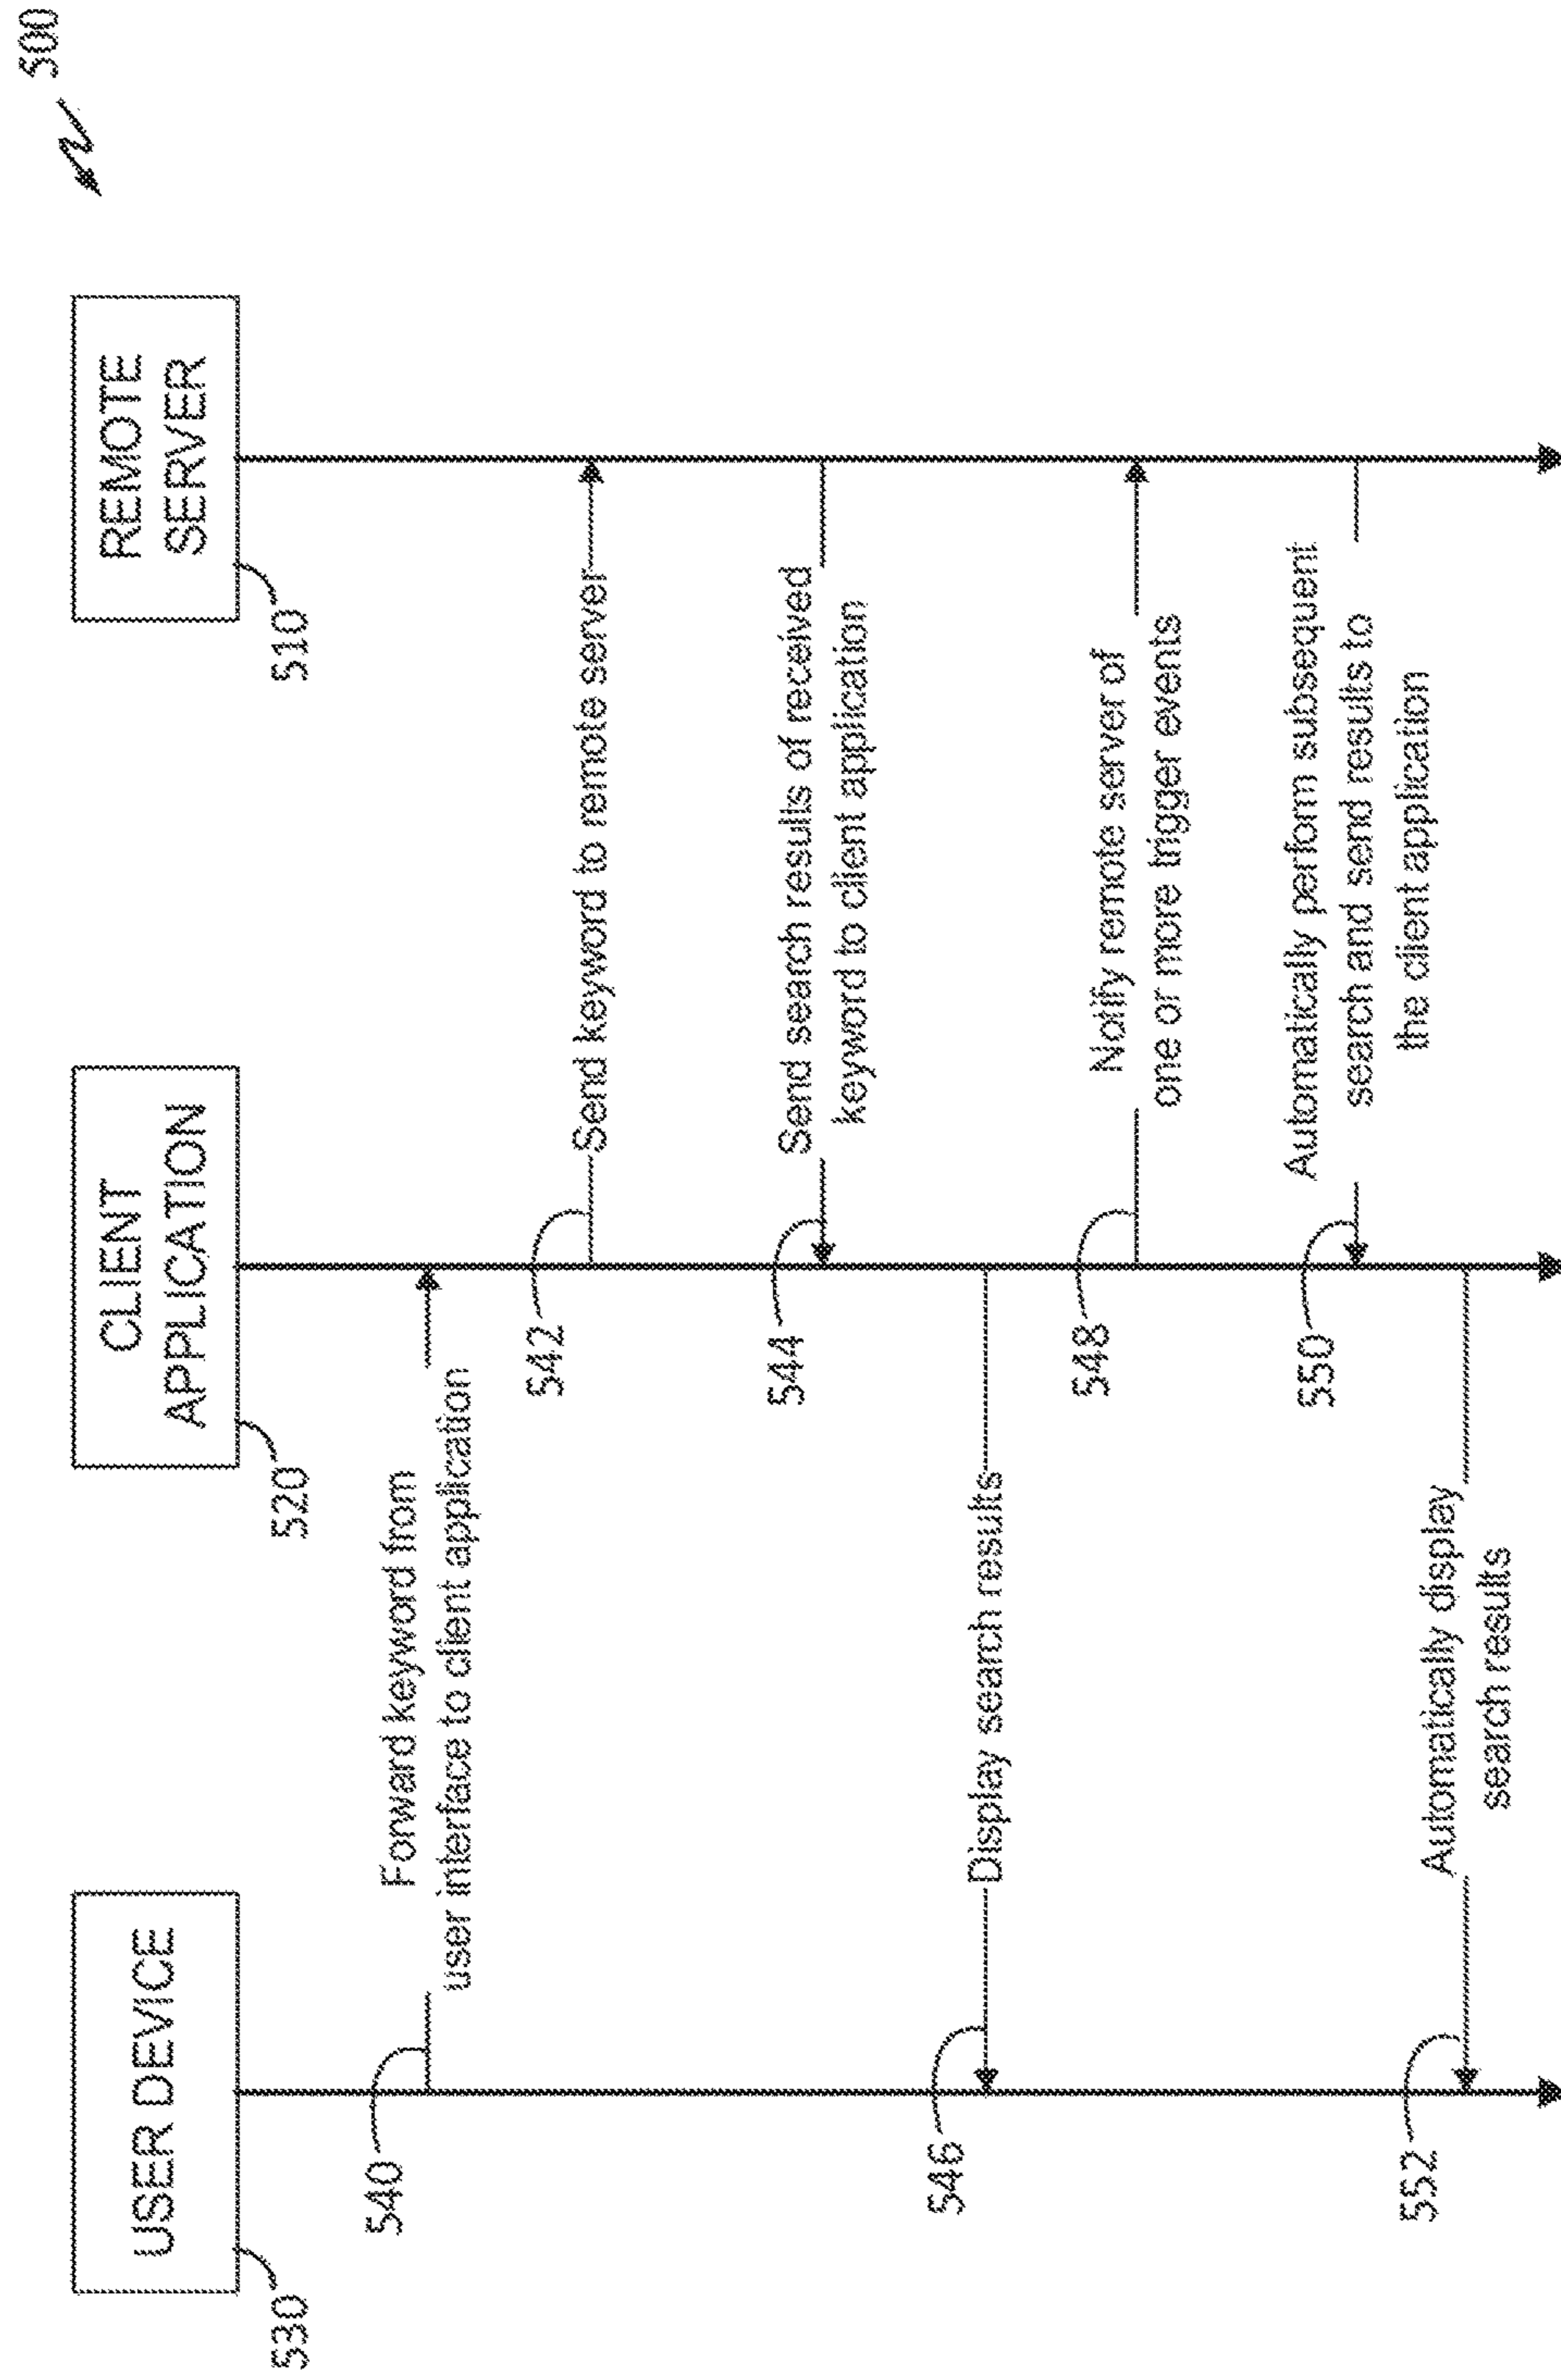 500
USER DEVICE
530
CLIENT
APPLICATION
520
REMOTE
SERVER
510
540
Forward keyword from
user interface to client application
542
Send keyword to remote server
544
Send search results of received
keyword to client application
546
Display search results
548
Notify remote server of
one or more trigger events
550
Automatically perform subsequent
search and send results to
the client application
552
Automatically display
search results